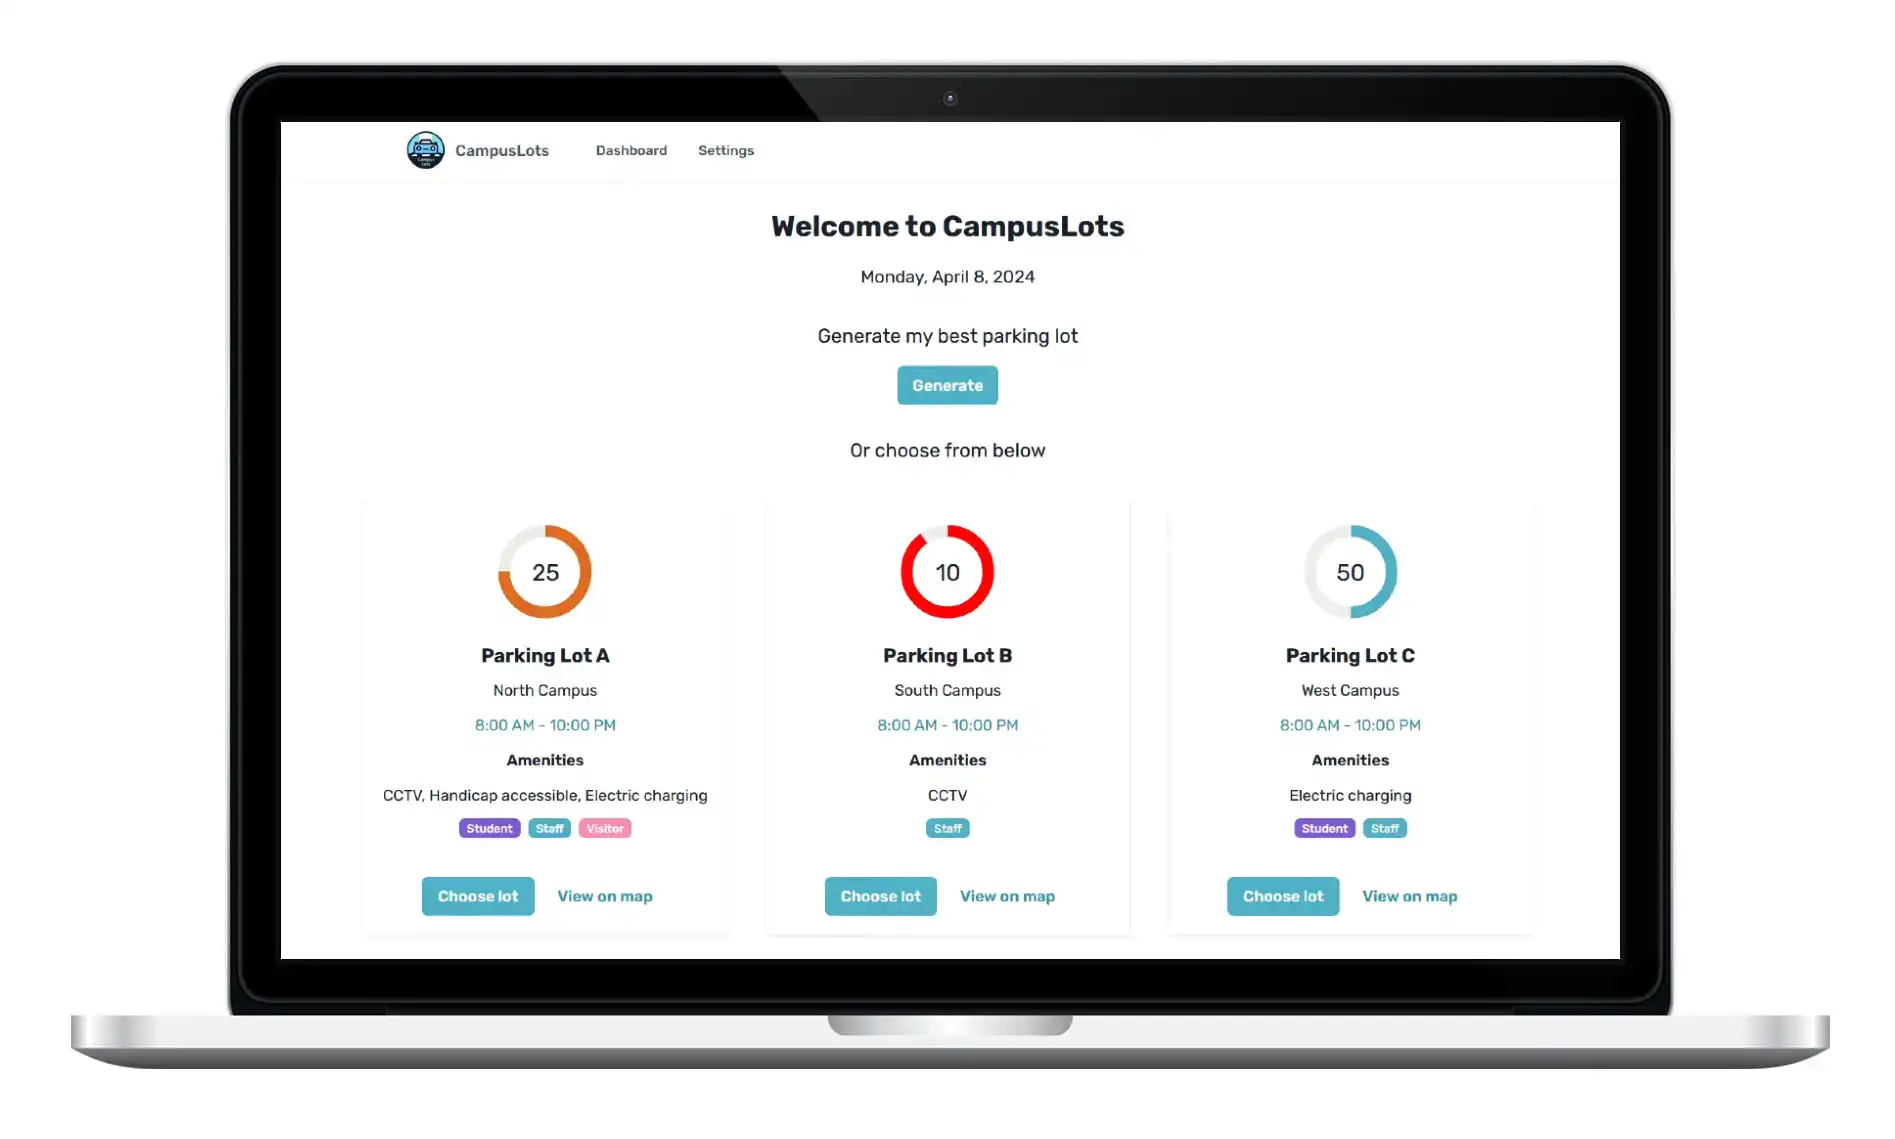 CampusLots Dashboard Settings
Welcome to CampusLots
Monday, April 8, 2024
Generate my best parking lot
Generate
Or choose from below
25
Parking Lot A
North Campus
8:00 AM - 10:00 PM
Amenities
CCTV, Handicap accessible, Electric charging
Student Staff Visitor
Choose lot View on map
10
Parking Lot B
South Campus
8:00 AM - 10:00 PM
Amenities
CCTV
Staff
Choose lot View on map
50
Parking Lot C
West Campus
8:00 AM - 10:00 PM
Amenities
Electric charging
Student Staff
Choose lot View on map